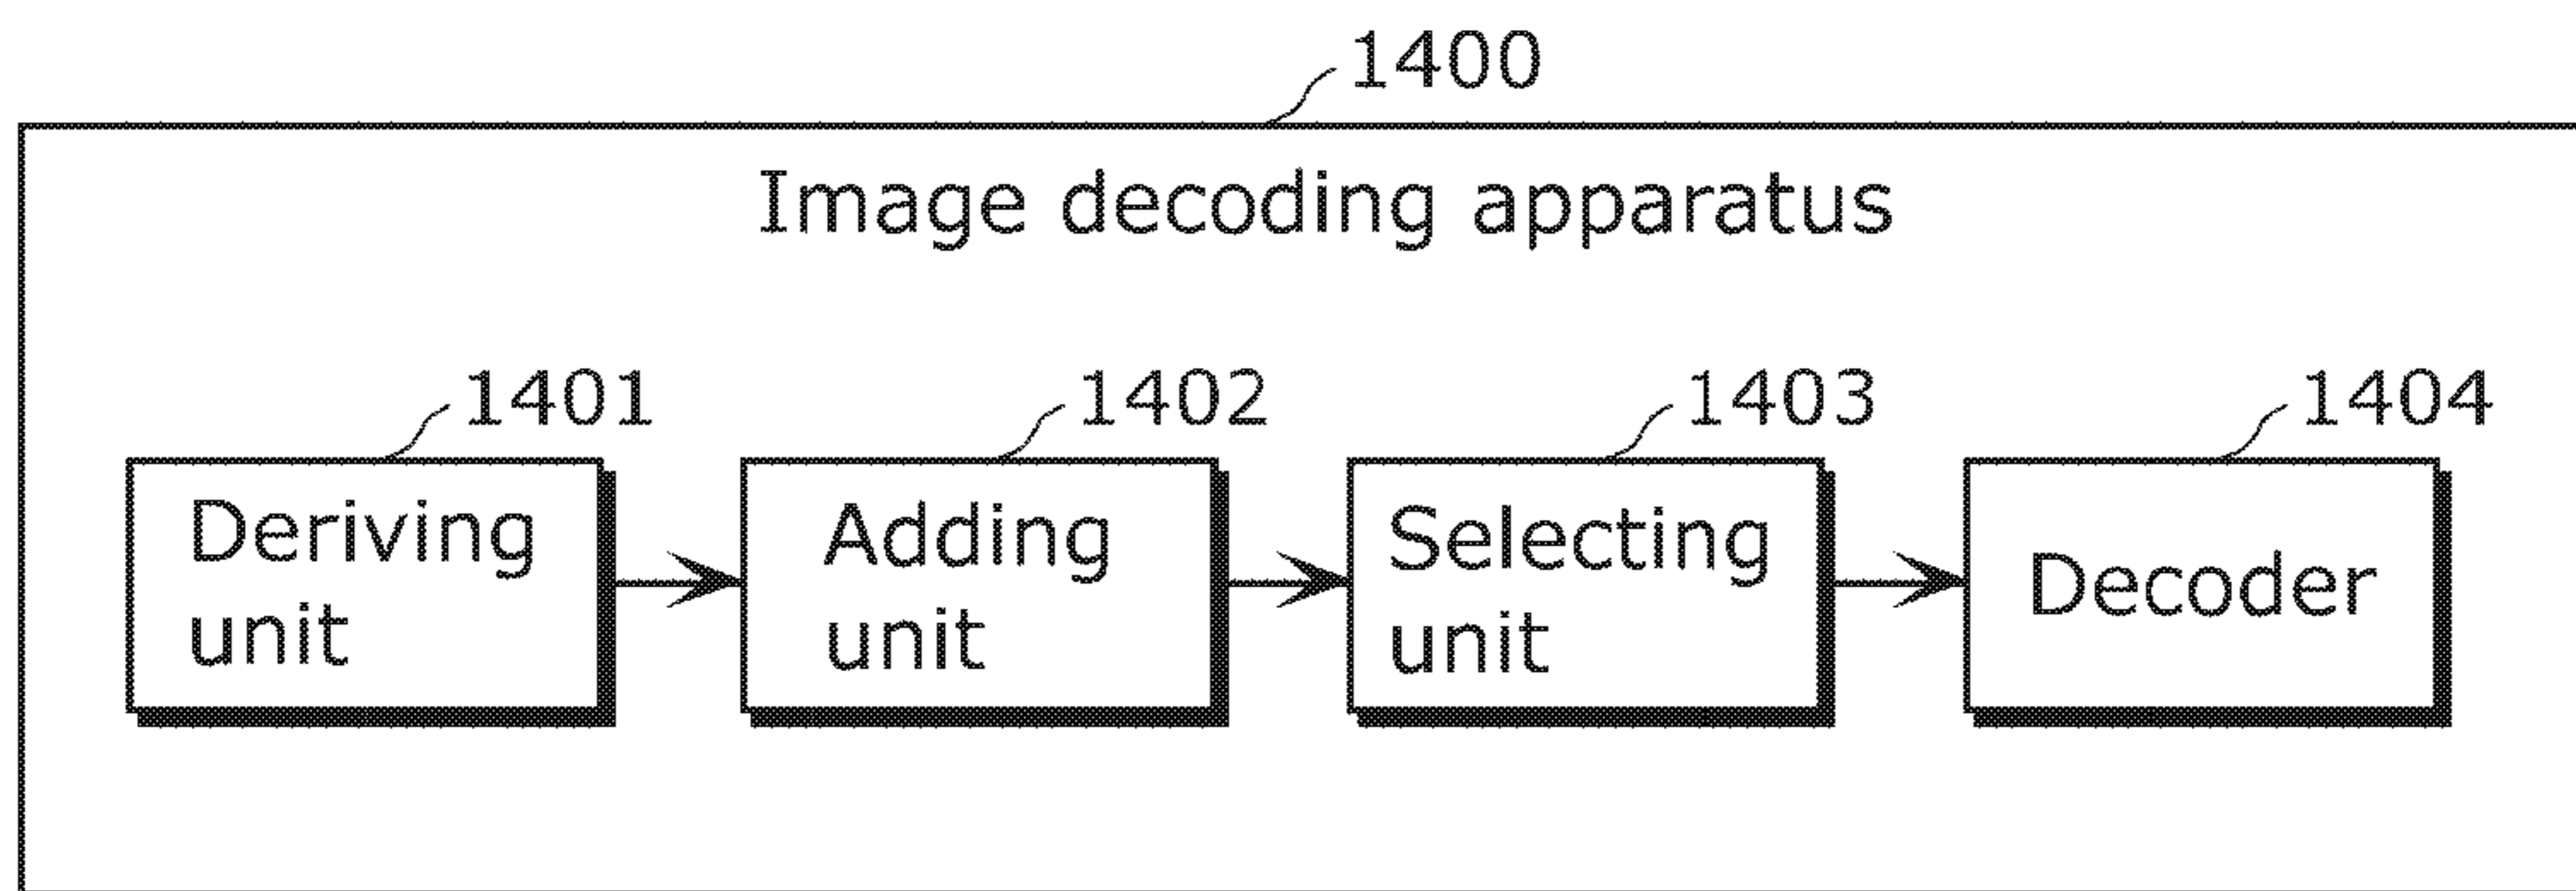 1400
Image decoding apparatus
1401
1402
1403
1404
Deriving
unit
Adding
unit
Selecting
unit
Decoder